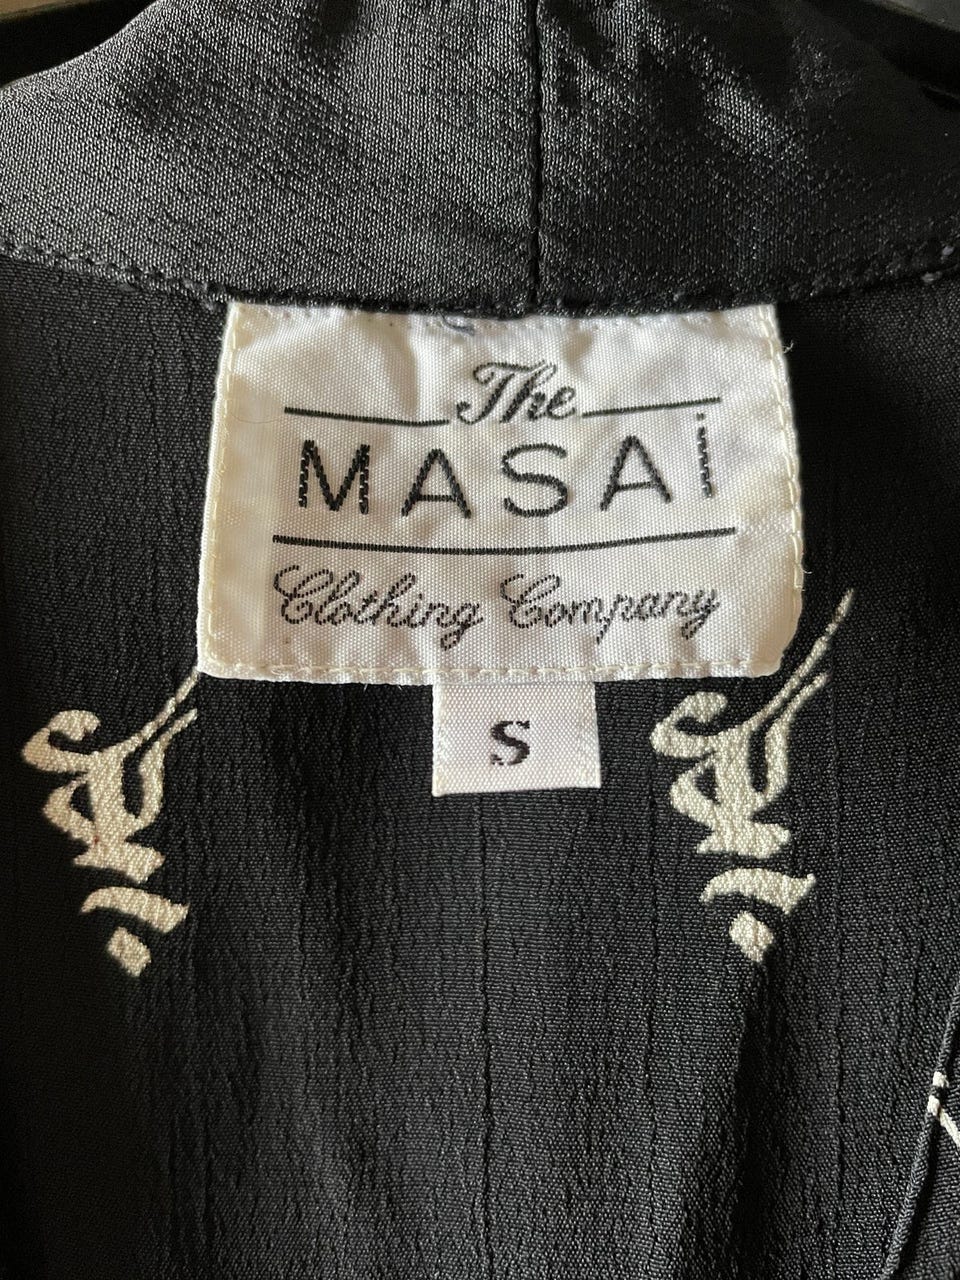 The
MASAi
Clothing Company
S